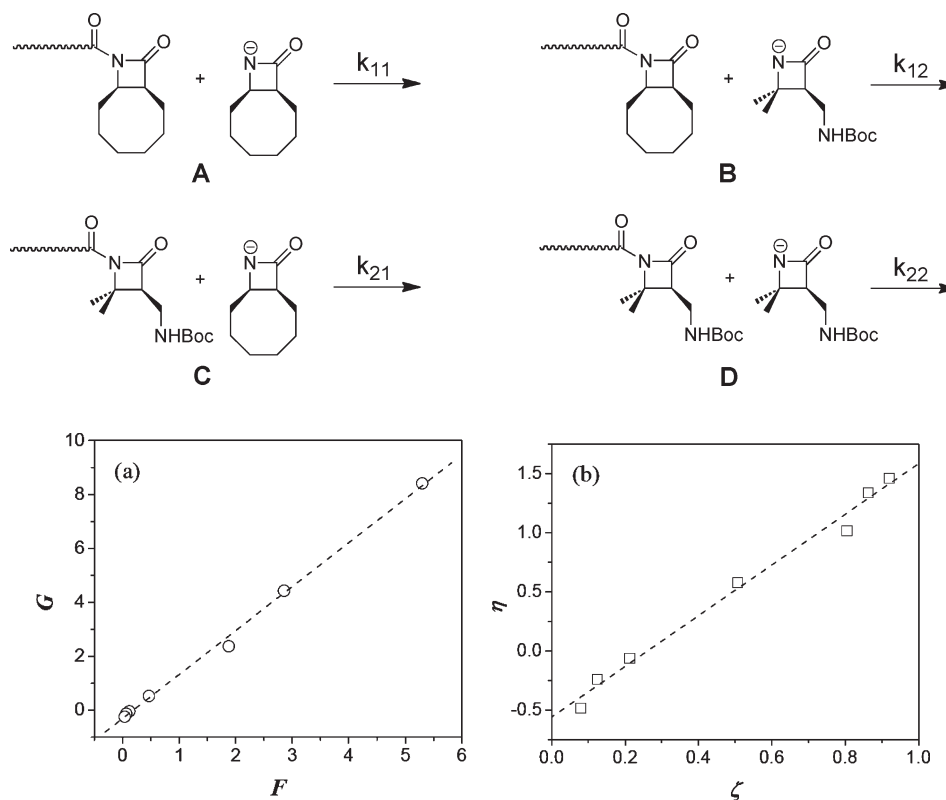 O O ⊖ O O O ⊖ O
N + N k₁₁ N + N k₁₂
NHBoc
A B
O O ⊖ O O O ⊖ O
N + N k₂₁ N + N k₂₂
NHBoc NHBoc NHBoc
C D
(a)
10
8
6
4
2
0
G
0 1 2 3 4 5 6
F
(b)
1.5
1.0
0.5
0.0
-0.5
η
0.0 0.2 0.4 0.6 0.8 1.0
ζ